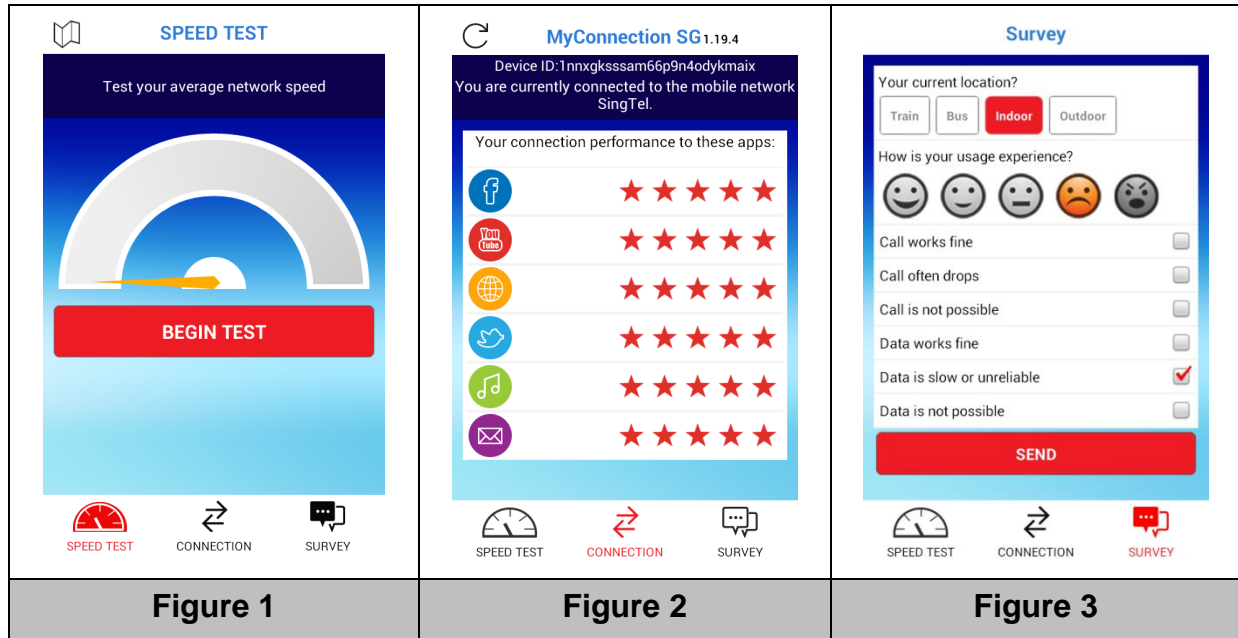 SPEED TEST
Test your average network speed
BEGIN TEST
SPEED TEST
CONNECTION
SURVEY
Figure 1
MyConnection SG 1.19.4
Device ID:1nnxgksssam66p9n4odykmaix
You are currently connected to the mobile network
SingTel.
Your connection performance to these apps:
You
Tube
SPEED TEST
CONNECTION
SURVEY
Figure 2
Survey
Your current location?
Train
Bus
Indoor
Outdoor
How is your usage experience?
Call works fine
Call often drops
Call is not possible
Data works fine
Data is slow or unreliable
Data is not possible
SEND
SPEED TEST
CONNECTION
SURVEY
Figure 3